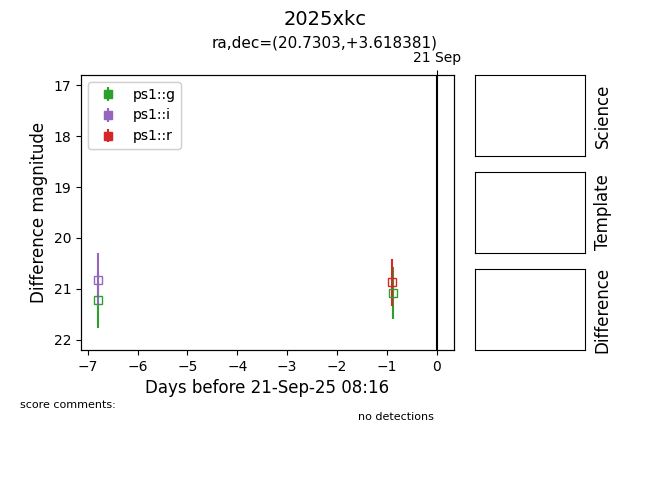 2025xkc
ra,dec=(20.7303,+3.618381)
21 Sep
17
18
19
20
21
22
Difference magnitude
ps1::g
ps1::i
ps1::r
−7
−6
−5
−4
−3
−2
−1
0
Days before 21-Sep-25 08:16
Science
Template
Difference
score comments:
no detections